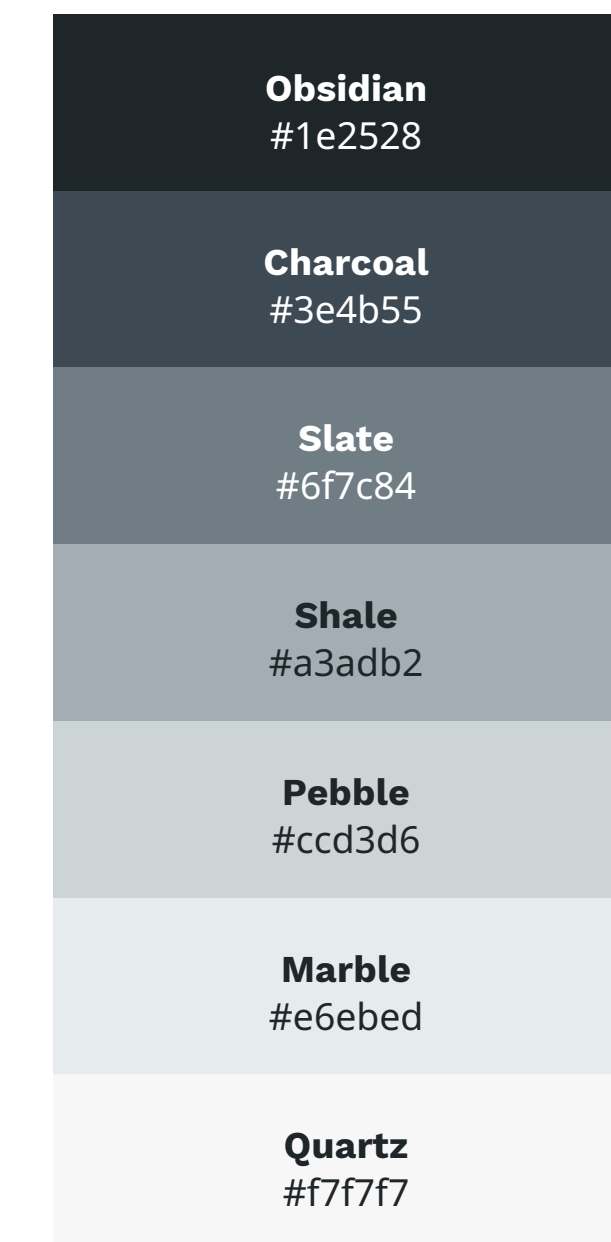 Obsidian
#1e2528
Charcoal
#3e4b55
Slate
#6f7c84
Shale
#a3adb2
Pebble
#ccd3d6
Marble
#e6ebed
Quartz
#f7f7f7